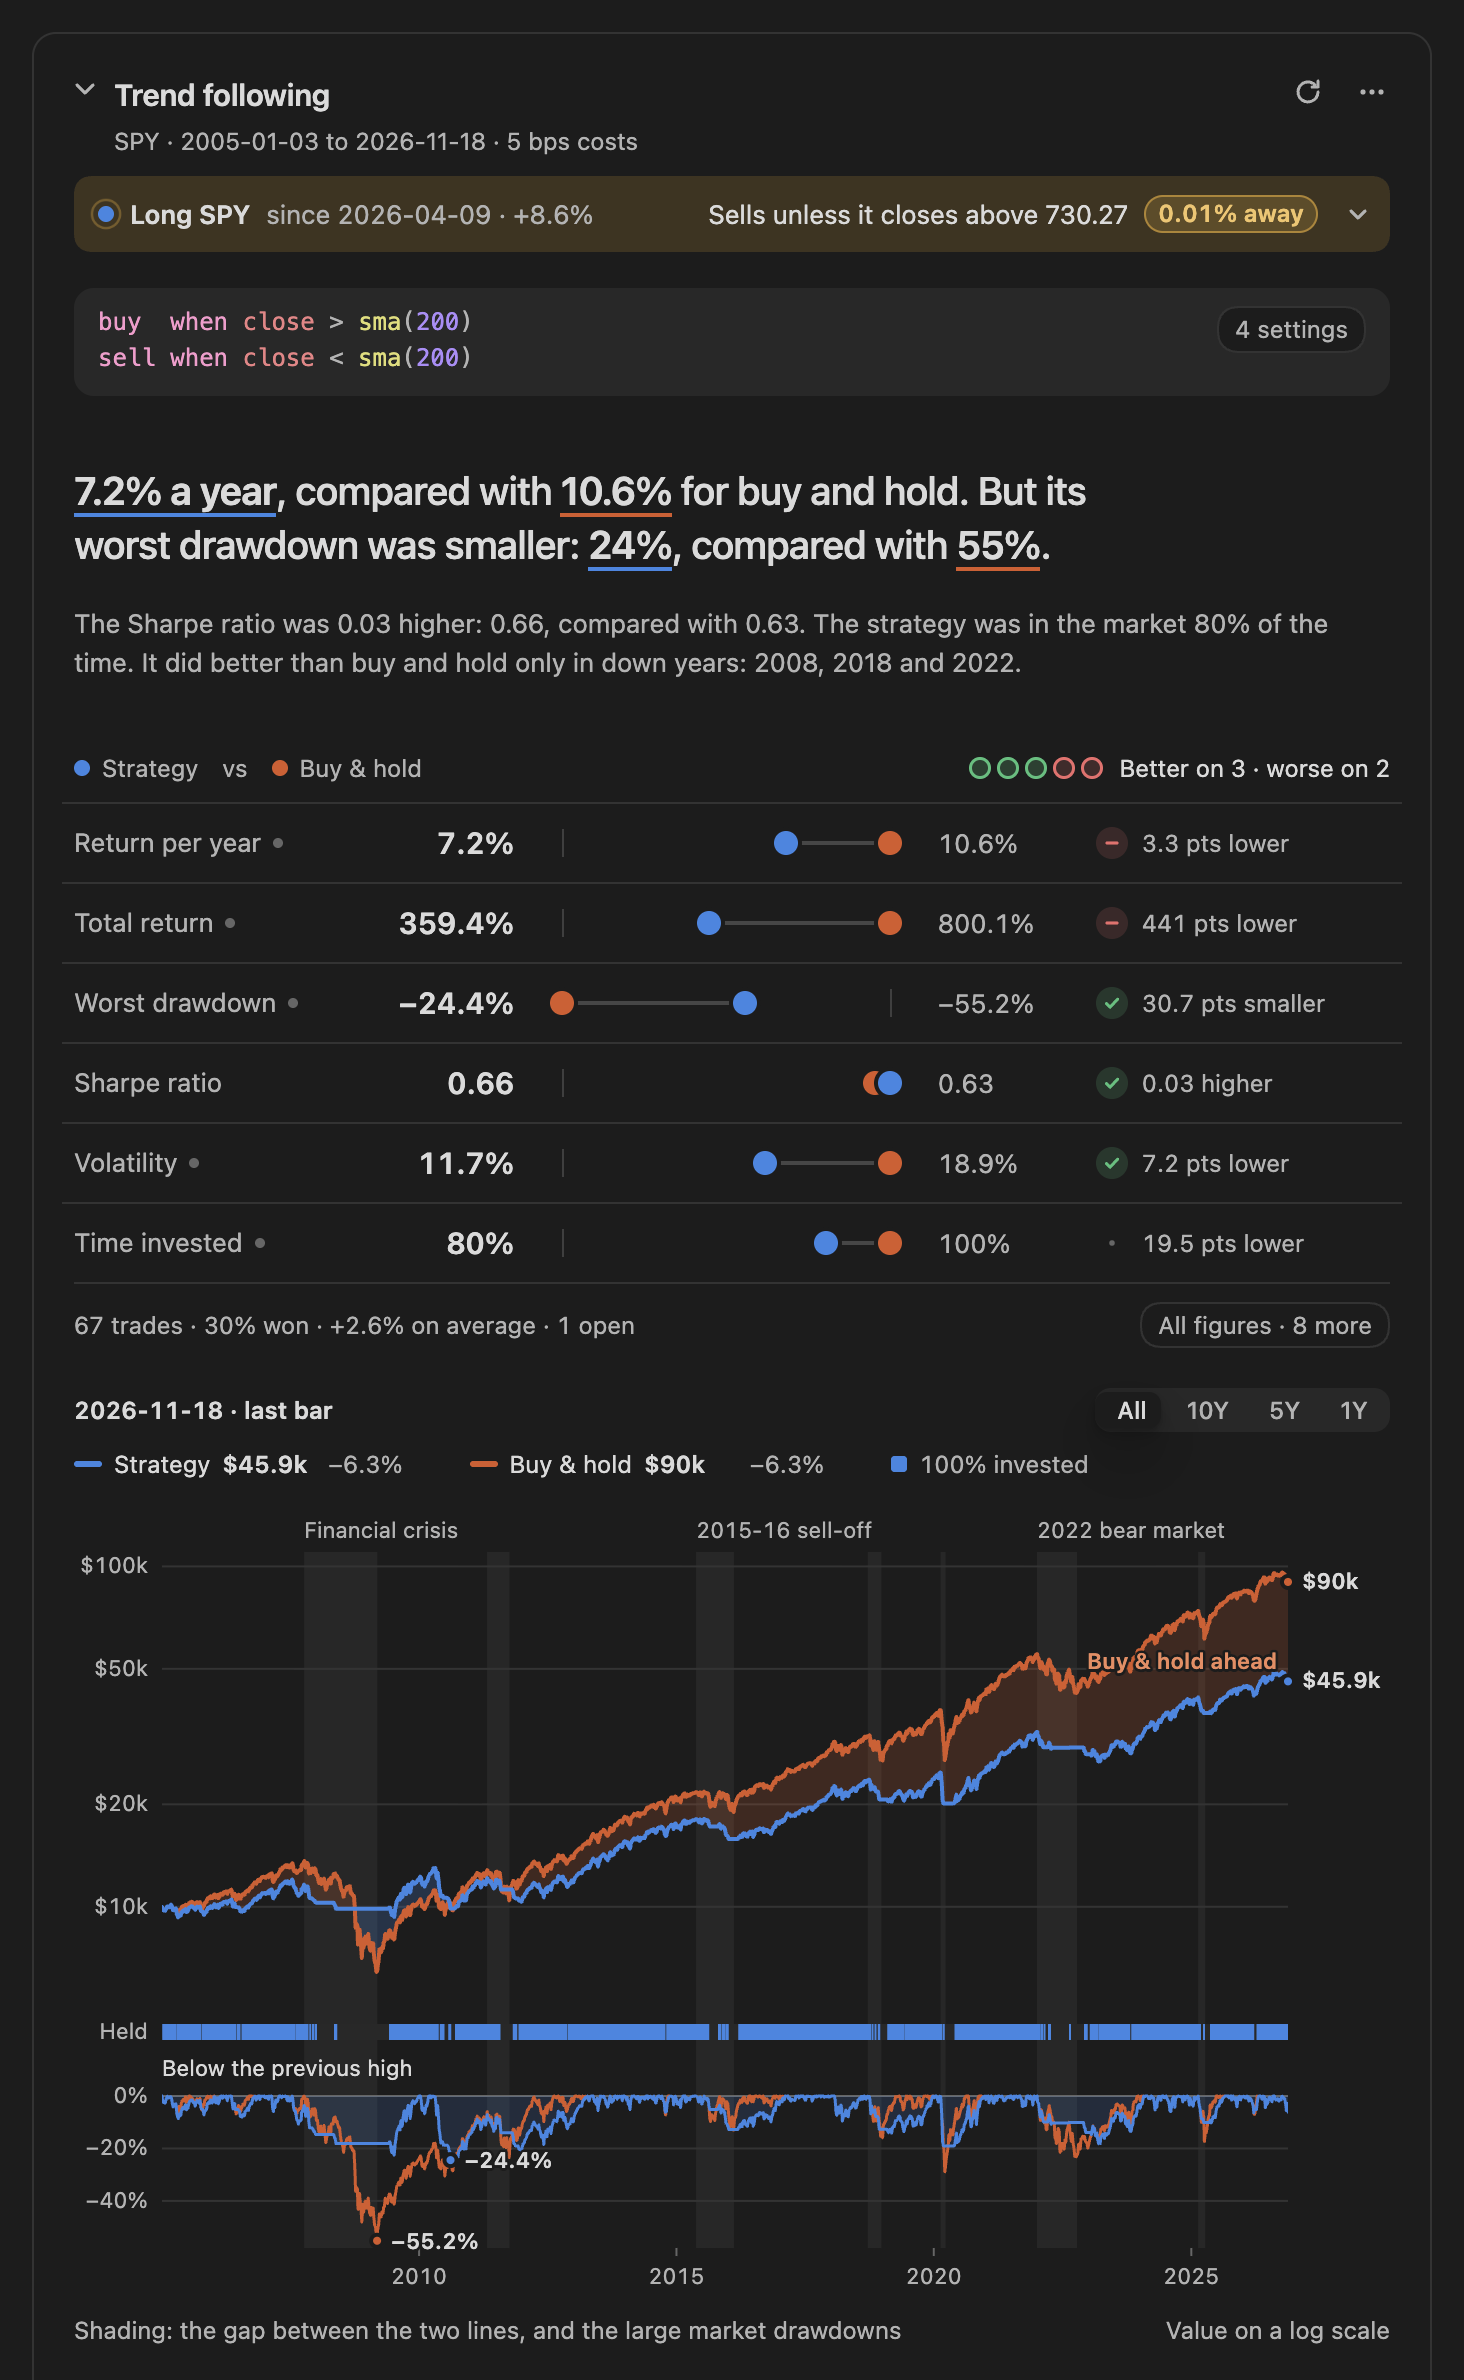 Trend following
SPY · 2005-01-03 to 2026-11-18 · 5 bps costs
Long SPY since 2026-04-09 · +8.6% Sells unless it closes above 730.27 0.01% away
buy when close > sma(200)
4 settings
sell when close < sma(200)
7.2% a year, compared with 10.6% for buy and hold. But its
worst drawdown was smaller: 24%, compared with 55%.
The Sharpe ratio was 0.03 higher: 0.66, compared with 0.63. The strategy was in the market 80% of the
time. It did better than buy and hold only in down years: 2008, 2018 and 2022.
Strategy vs Buy & hold Better on 3 · worse on 2
Return per year 7.2% 10.6% 3.3 pts lower
Total return 359.4% 800.1% 441 pts lower
Worst drawdown −24.4% −55.2% 30.7 pts smaller
Sharpe ratio 0.66 0.63 0.03 higher
Volatility 11.7% 18.9% 7.2 pts lower
Time invested 80% 100% 19.5 pts lower
67 trades · 30% won · +2.6% on average · 1 open All figures · 8 more
2026-11-18 · last bar All 10Y 5Y 1Y
Strategy $45.9k −6.3% Buy & hold $90k −6.3% 100% invested
Financial crisis 2015-16 sell-off 2022 bear market
$100k
$90k
Buy & hold ahead
$50k
$45.9k
$20k
$10k
Held
Below the previous high
0%
−20%
−24.4%
−40%
−55.2%
2010 2015 2020 2025
Shading: the gap between the two lines, and the large market drawdowns Value on a log scale